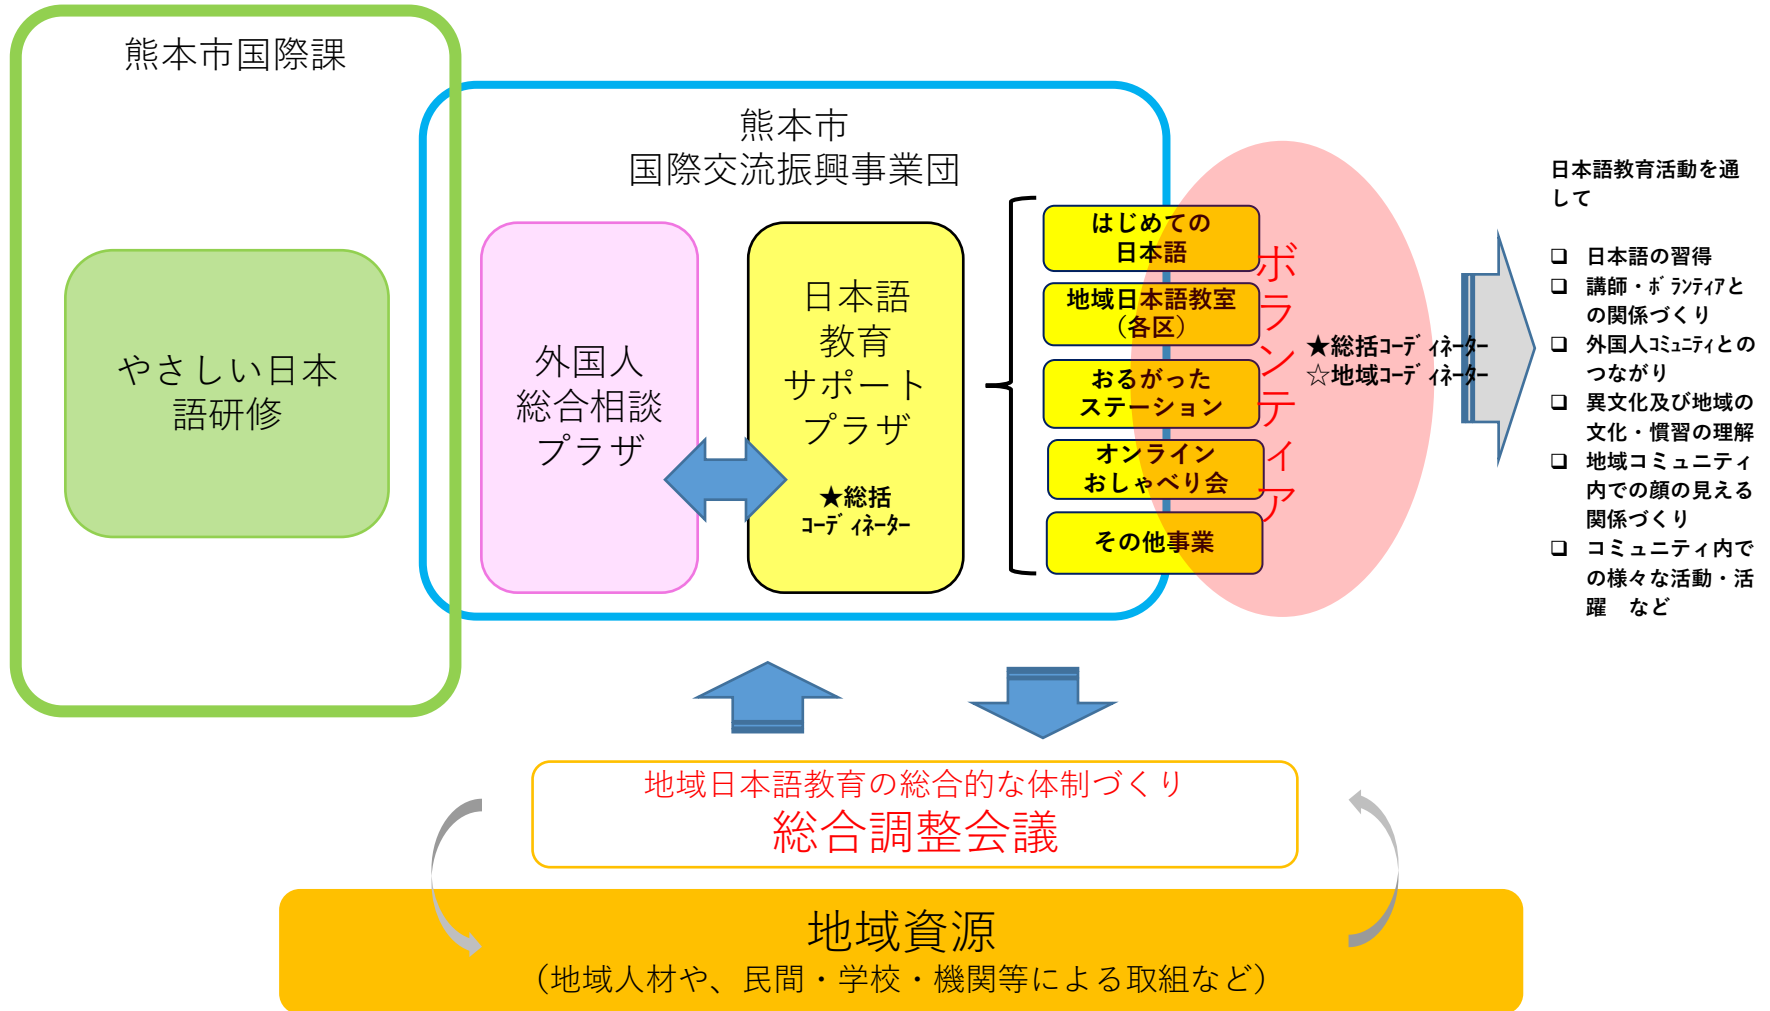 熊本市国際課
やさしい日本
語研修
熊本市
国際交流振興事業団
外国人
総合相談
プラザ
日本語
教育
サポート
プラザ
★総括
ｺｰﾃﾞｨﾈｰﾀｰ
はじめての
日本語
地域日本語教室
（各区）
おるがった
ステーション
オンライン
おしゃべり会
その他事業
ボランティア
★総括ｺｰﾃﾞｨﾈｰﾀｰ
☆地域ｺｰﾃﾞｨﾈｰﾀｰ
日本語教育活動を通
して
❑ 日本語の習得
❑ 講師・ﾎﾞﾗﾝﾃｨｱと
の関係づくり
❑ 外国人ｺﾐｭﾆﾃｨとの
つながり
❑ 異文化及び地域の
文化・慣習の理解
❑ 地域コミュニティ
内での顔の見える
関係づくり
❑ コミュニティ内で
の様々な活動・活
躍　など
地域日本語教育の総合的な体制づくり
総合調整会議
地域資源
（地域人材や、民間・学校・機関等による取組など）